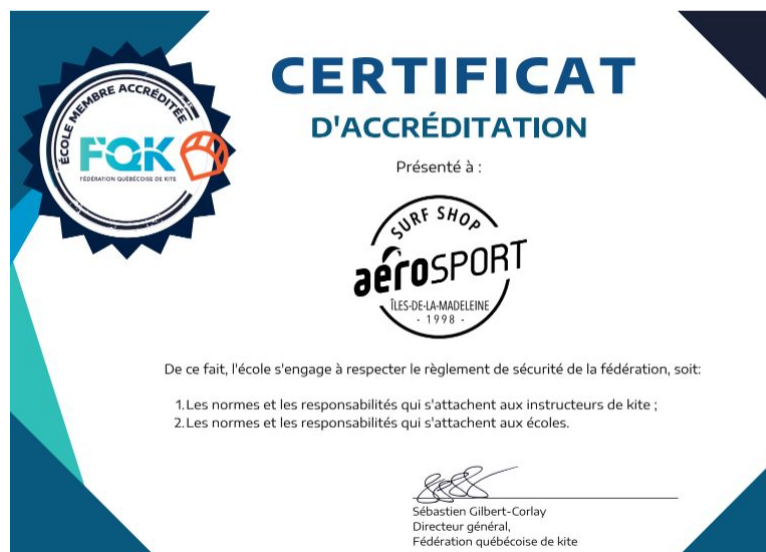 ÉCOLE MEMBRE ACCRÉDITÉE
FQK
FÉDÉRATION QUÉBÉCOISE DE KITE
CERTIFICAT
D'ACCRÉDITATION
Présenté à :
SURF SHOP
aéroSPORT
ÎLES-DE-LA-MADELEINE
- 1998 -
De ce fait, l'école s'engage à respecter le règlement de sécurité de la fédération, soit:
1. Les normes et les responsabilités qui s'attachent aux instructeurs de kite ;
2. Les normes et les responsabilités qui s'attachent aux écoles.
Sébastien Gilbert-Corlay
Directeur général,
Fédération québécoise de kite